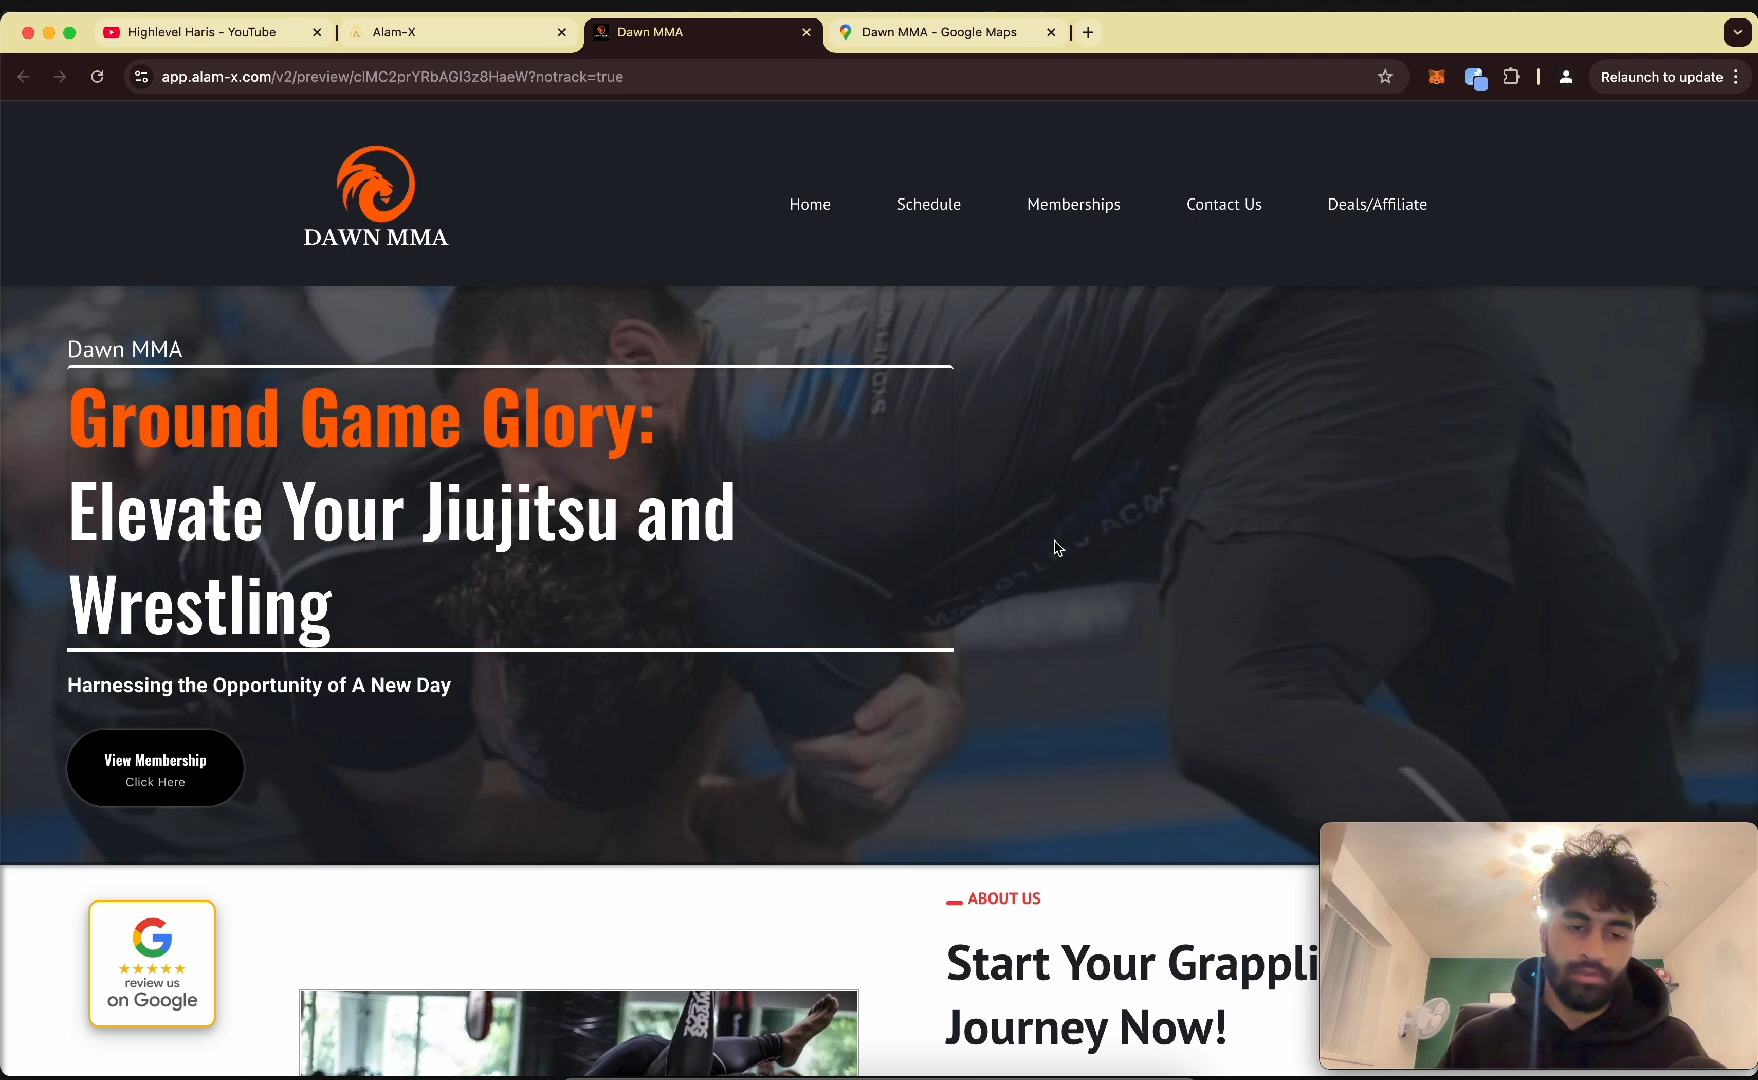 Highlevel Haris - YouTube
Alam-X
Dawn MMA
Dawn MMA - Google Maps
app.alam-x.com/v2/preview/clMC2prYRbAGl3z8HaeW?notrack=true
Relaunch to update
DAWN MMA
Home
Schedule
Memberships
Contact Us
Deals/Affiliate
Dawn MMA
Ground Game Glory:
Elevate Your Jiujitsu and
Wrestling
Harnessing the Opportunity of A New Day
View Membership
Click Here
review us
on Google
ABOUT US
Start Your Grappli
Journey Now!